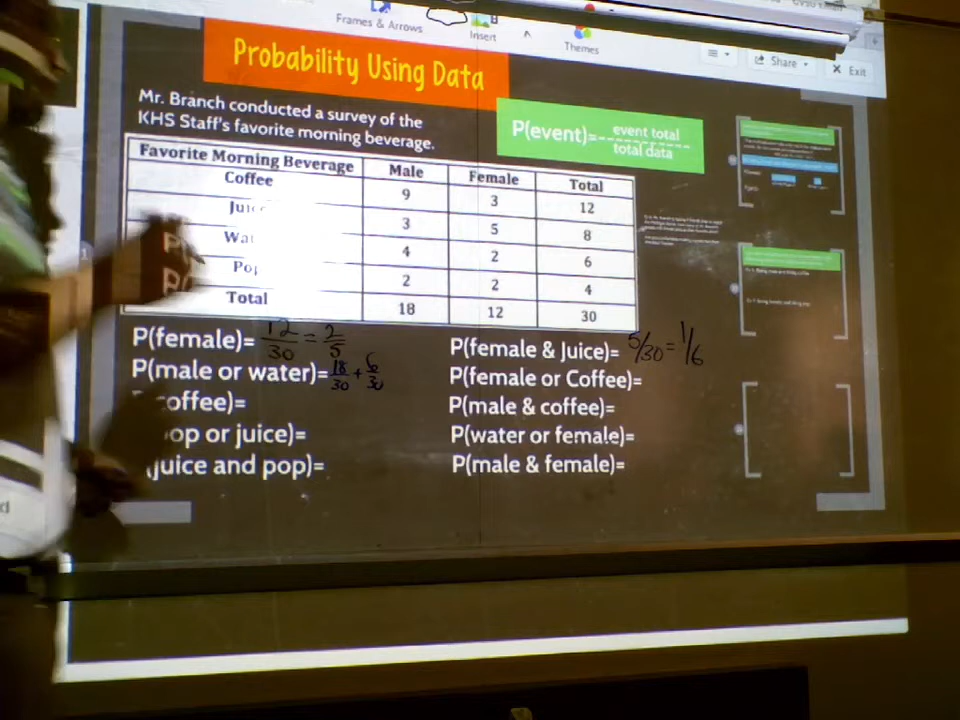 Frames & Arrows
Insert
Themes
Share
Exit
Probability Using Data
Mr. Branch conducted a survey of the
KHS Staff's favorite morning beverage.
P(event)= event total
total data
Favorite Morning Beverage Male Female Total
Coffee 9 3 12
Juic 3 5 8
Wat 4 2 6
Pop 2 2 4
Total 18 12 30
P(
P(
P(female)= 12/30 = 2/5
P(male or water)= 18/30 + 6/30
coffee)=
op or juice)=
(juice and pop)=
P(female & Juice)= 5/30 = 1/6
P(female or Coffee)=
P(male & coffee)=
P(water or female)=
P(male & female)=